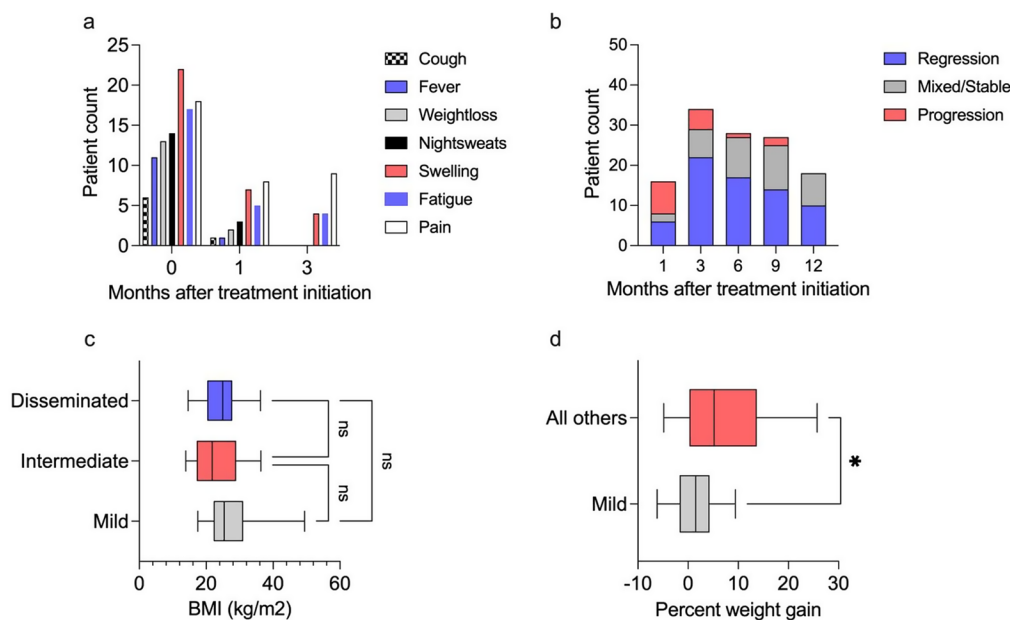 a
25
20
15
10
5
0
Patient count
0 1 3
Months after treatment initiation
Cough
Fever
Weightloss
Nightsweats
Swelling
Fatigue
Pain
b
50
40
30
20
10
0
Patient count
1 3 6 9 12
Months after treatment initiation
Regression
Mixed/Stable
Progression
c
Disseminated
Intermediate
Mild
ns
ns
ns
0 20 40 60
BMI (kg/m2)
d
All others
Mild
*
-10 0 10 20 30
Percent weight gain